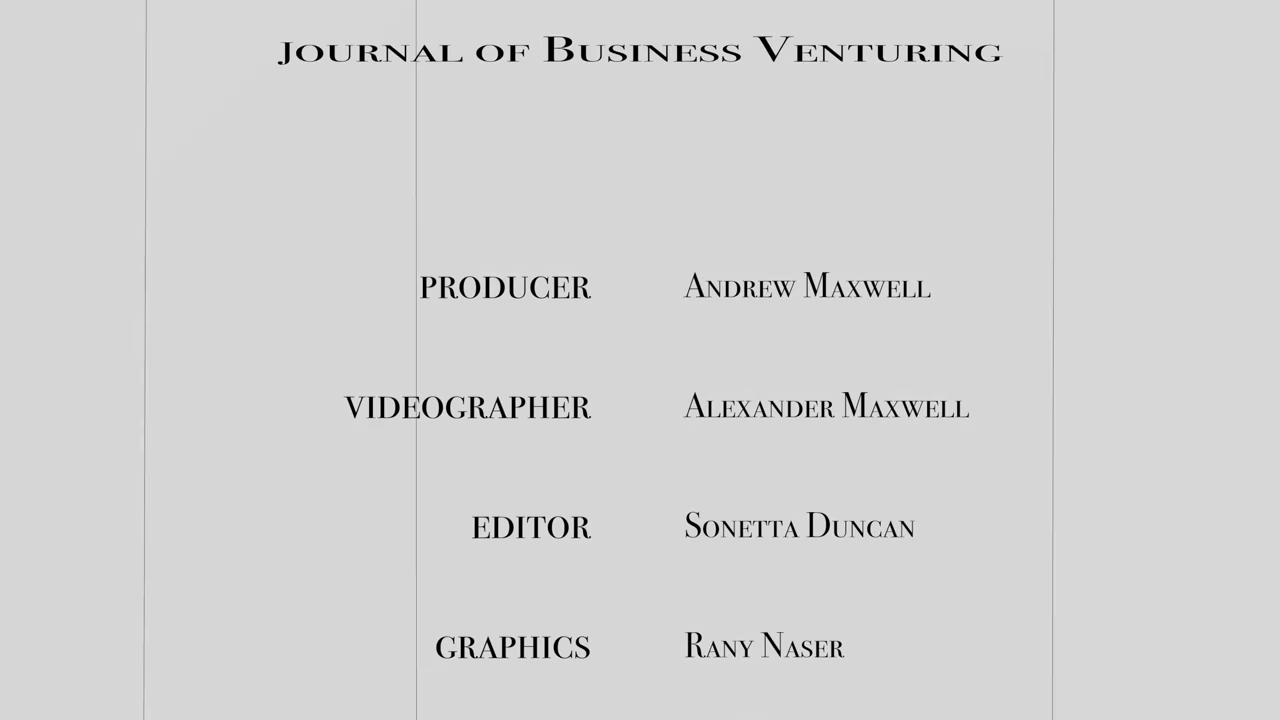 Journal of Business Venturing
PRODUCER Andrew Maxwell
VIDEOGRAPHER Alexander Maxwell
EDITOR Sonetta Duncan
GRAPHICS Rany Naser